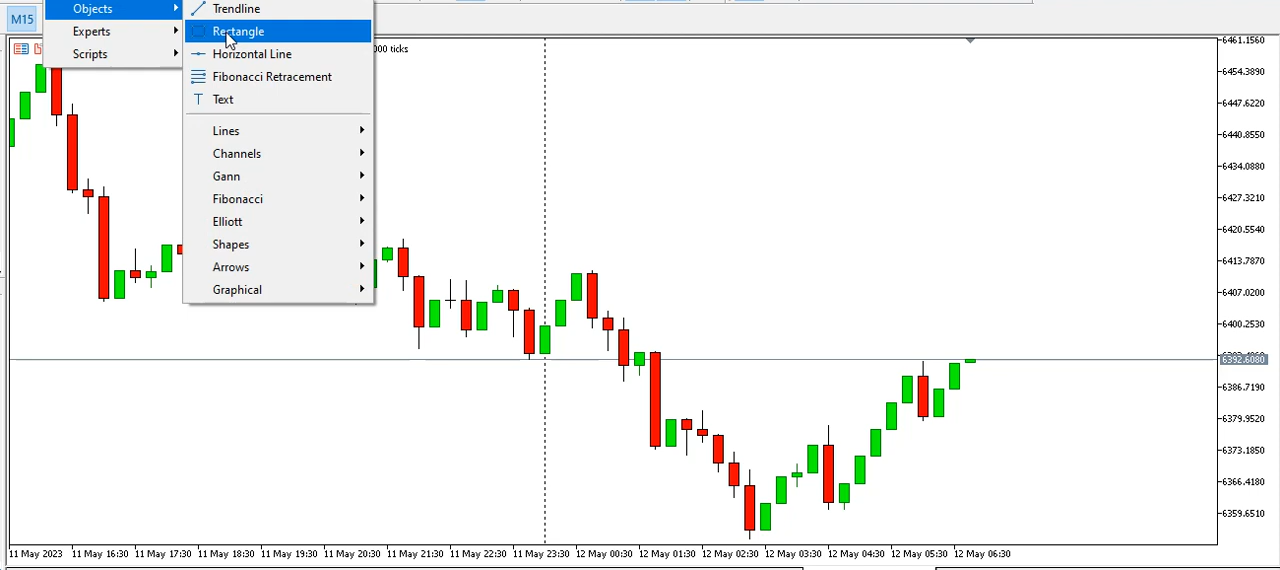 M15
Objects
Experts
Scripts
Trendline
Rectangle
Horizontal Line
Fibonacci Retracement
Text
Lines
Channels
Gann
Fibonacci
Elliott
Shapes
Arrows
Graphical
000 ticks
6461.1560
6454.3890
6447.6220
6440.8550
6434.0880
6427.3210
6420.5540
6413.7870
6407.0200
6400.2530
6392.6080
6386.7190
6379.9520
6373.1850
6366.4180
6359.6510
11 May 2023 11 May 16:30 11 May 17:30 11 May 18:30 11 May 19:30 11 May 20:30 11 May 21:30 11 May 22:30 11 May 23:30 12 May 00:30 12 May 01:30 12 May 02:30 12 May 03:30 12 May 04:30 12 May 05:30 12 May 06:30